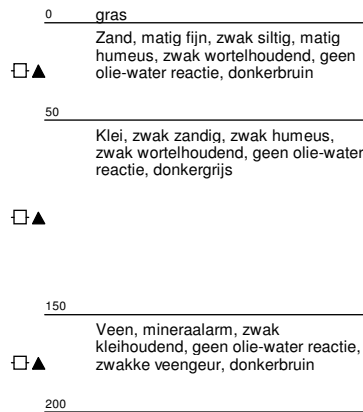 0 gras
Zand, matig fijn, zwak siltig, matig
humeus, zwak wortelhoudend, geen
olie-water reactie, donkerbruin
50
Klei, zwak zandig, zwak humeus,
zwak wortelhoudend, geen olie-water
reactie, donkergrijs
150
Veen, mineraalarm, zwak
kleihoudend, geen olie-water reactie,
zwakke veengeur, donkerbruin
200